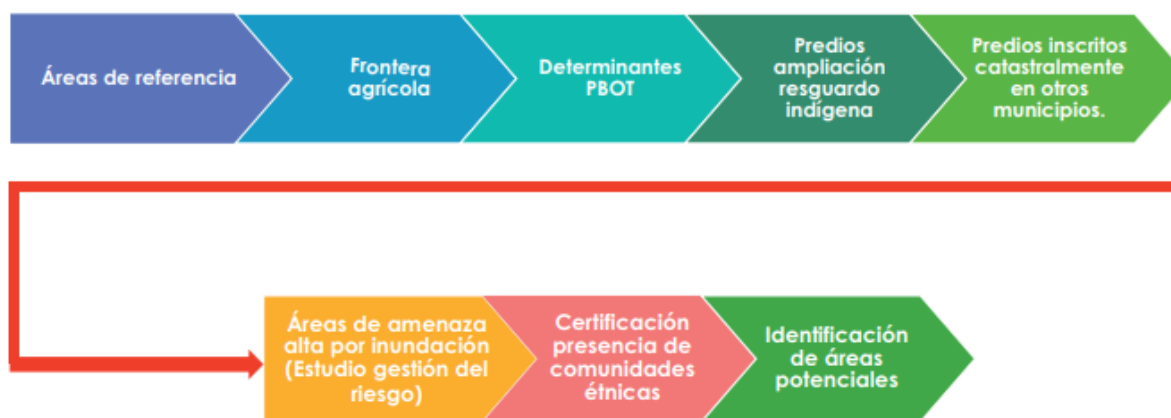 Áreas de referencia
Frontera
agrícola
Determinantes
PBOT
Predios
ampliación
resguardo
indígena
Predios inscritos
catastralmente
en otros
municipios.
Áreas de amenaza
alta por inundación
(Estudio gestión del
riesgo)
Certificación
presencia de
comunidades
étnicas
Identificación
de áreas
potenciales